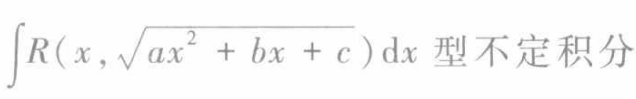 ∫R(x, √(ax² + bx + c))dx 型不定积分